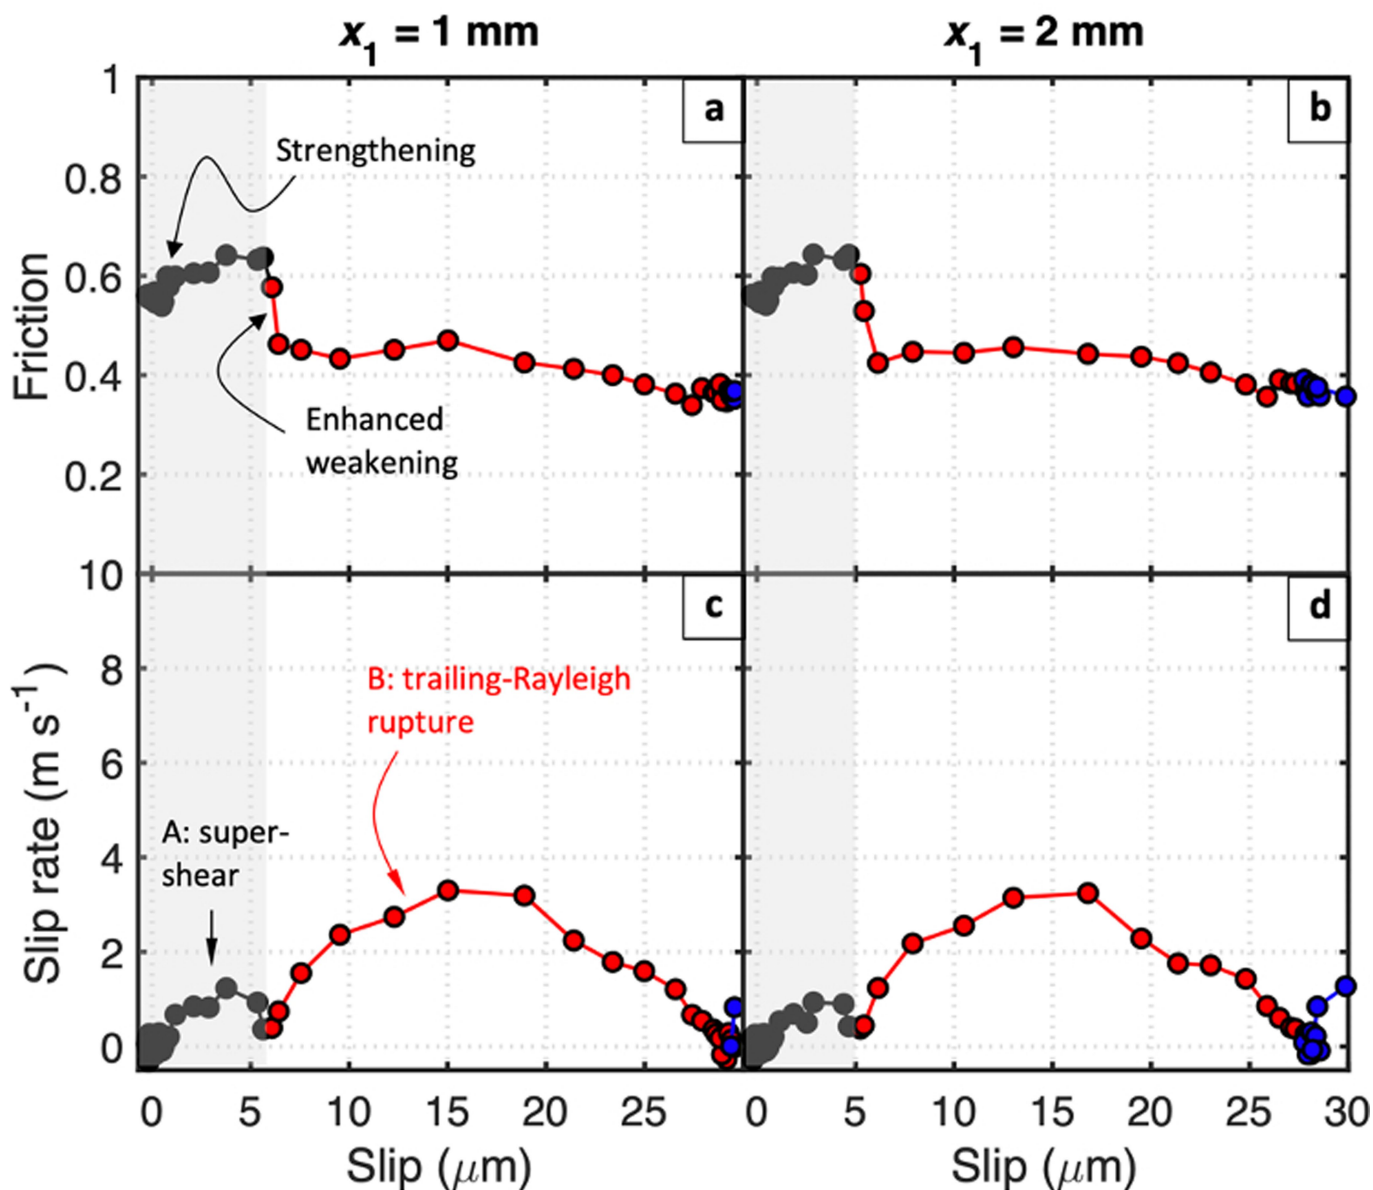 x1 = 1 mm
x1 = 2 mm
a
b
1
0.8
0.6
0.4
0.2
Friction
Strengthening
Enhanced
weakening
c
d
10
8
6
4
2
0
Slip rate (m s-1)
B: trailing-Rayleigh
rupture
A: super-
shear
0 5 10 15 20 25
0 5 10 15 20 25 30
Slip (μm)
Slip (μm)